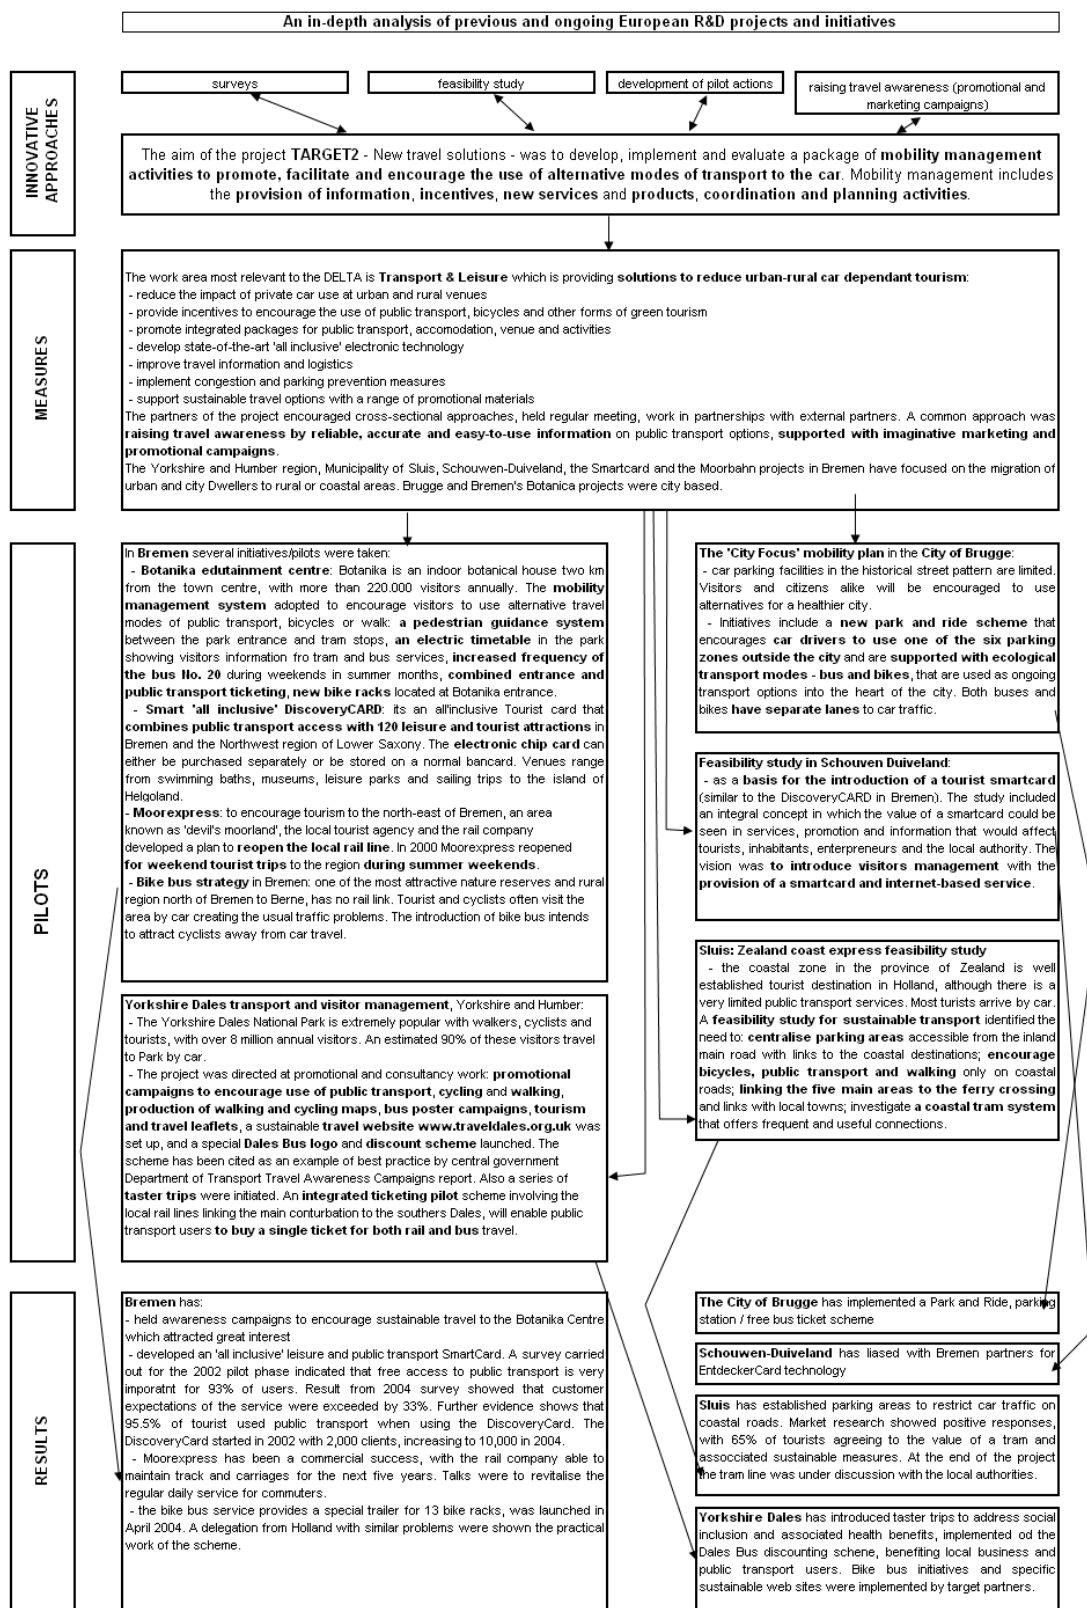 An in-depth analysis of previous and ongoing European R&D projects and initiatives
INNOVATIVE
APPROACHES
surveys
feasibility study
development of pilot actions
raising travel awareness (promotional and
marketing campaigns)
The aim of the project TARGET2 - New travel solutions - was to develop, implement and evaluate a package of mobility management
activities to promote, facilitate and encourage the use of alternative modes of transport to the car. Mobility management includes
the provision of information, incentives, new services and products, coordination and planning activities.
MEASURES
The work area most relevant to the DELTA is Transport & Leisure which is providing solutions to reduce urban-rural car dependant tourism:
- reduce the impact of private car use at urban and rural venues
- provide incentives to encourage the use of public transport, bicycles and other forms of green tourism
- promote integrated packages for public transport, accomodation, venue and activities
- develop state-of-the-art 'all inclusive' electronic technology
- improve travel information and logistics
- implement congestion and parking prevention measures
- support sustainable travel options with a range of promotional materials
The partners of the project encouraged cross-sectional approaches, held regular meeting, work in partnerships with external partners. A common approach was
raising travel awareness by reliable, accurate and easy-to-use information on public transport options, supported with imaginative marketing and
promotional campaigns.
The Yorkshire and Humber region, Municipality of Sluis, Schouwen-Duiveland, the Smartcard and the Moorbahn projects in Bremen have focused on the migration of
urban and city Dwellers to rural or coastal areas. Brugge and Bremen's Botanica projects were city based.
PILOTS
In Bremen several initiatives/pilots were taken:
- Botanika edutainment centre: Botanika is an indoor botanical house two km
from the town centre, with more than 220.000 visitors annually. The mobility
management system adopted to encourage visitors to use alternative travel
modes of public transport, bicycles or walk: a pedestrian guidance system
between the park entrance and tram stops, an electric timetable in the park
showing visitors information fro tram and bus services, increased frequency of
the bus No. 20 during weekends in summer months, combined entrance and
public transport ticketing, new bike racks located at Botanika entrance.
- Smart 'all inclusive' DiscoveryCARD: its an all'inclusive Tourist card that
combines public transport access with 120 leisure and tourist attractions in
Bremen and the Northwest region of Lower Saxony. The electronic chip card can
either be purchased separately or be stored on a normal bancard. Venues range
from swimming baths, museums, leisure parks and sailing trips to the island of
Helgoland.
- Moorexpress: to encourage tourism to the north-east of Bremen, an area
known as 'devil's moorland', the local tourist agency and the rail company
developed a plan to reopen the local rail line. In 2000 Moorexpress reopened
for weekend tourist trips to the region during summer weekends.
- Bike bus strategy in Bremen: one of the most attractive nature reserves and rural
region north of Bremen to Berne, has no rail link. Tourist and cyclists often visit the
area by car creating the usual traffic problems. The introduction of bike bus intends
to attract cyclists away from car travel.
Yorkshire Dales transport and visitor management, Yorkshire and Humber:
- The Yorkshire Dales National Park is extremely popular with walkers, cyclists and
tourists, with over 8 million annual visitors. An estimated 90% of these visitors travel
to Park by car.
- The project was directed at promotional and consultancy work: promotional
campaigns to encourage use of public transport, cycling and walking,
production of walking and cycling maps, bus poster campaigns, tourism
and travel leaflets, a sustainable travel website www.traveldales.org.uk was
set up, and a special Dales Bus logo and discount scheme launched. The
scheme has been cited as an example of best practice by central government
Department of Transport Travel Awareness Campaigns report. Also a series of
taster trips were initiated. An integrated ticketing pilot scheme involving the
local rail lines linking the main conturbation to the southers Dales, will enable public
transport users to buy a single ticket for both rail and bus travel.
The 'City Focus' mobility plan in the City of Brugge:
- car parking facilities in the historical street pattern are limited.
Visitors and citizens alike will be encouraged to use
alternatives for a healthier city.
- Initiatives include a new park and ride scheme that
encourages car drivers to use one of the six parking
zones outside the city and are supported with ecological
transport modes - bus and bikes, that are used as ongoing
transport options into the heart of the city. Both buses and
bikes have separate lanes to car traffic.
Feasibility study in Schouven Duiveland:
- as a basis for the introduction of a tourist smartcard
(similar to the DiscoveryCARD in Bremen). The study included
an integral concept in which the value of a smartcard could be
seen in services, promotion and information that would affect
tourists, inhabitants, enterpreneurs and the local authority. The
vision was to introduce visitors management with the
provision of a smartcard and internet-based service.
Sluis: Zealand coast express feasibility study
- the coastal zone in the province of Zealand is well
established tourist destination in Holland, although there is a
very limited public transport services. Most turists arrive by car.
A feasibility study for sustainable transport identified the
need to: centralise parking areas accessible from the inland
main road with links to the coastal destinations; encourage
bicycles, public transport and walking only on coastal
roads; linking the five main areas to the ferry crossing
and links with local towns; investigate a coastal tram system
that offers frequent and useful connections.
RESULTS
Bremen has:
- held awareness campaigns to encourage sustainable travel to the Botanika Centre
which attracted great interest
- developed an 'all inclusive' leisure and public transport SmartCard. A survey carried
out for the 2002 pilot phase indicated that free access to public transport is very
imporatnt for 93% of users. Result from 2004 survey showed that customer
expectations of the service were exceeded by 33%. Further evidence shows that
95.5% of tourist used public transport when using the DiscoveryCard. The
DiscoveryCard started in 2002 with 2,000 clients, increasing to 10,000 in 2004.
- Moorexpress has been a commercial success, with the rail company able to
maintain track and carriages for the next five years. Talks were to revitalise the
regular daily service for commuters.
- the bike bus service provides a special trailer for 13 bike racks, was launched in
April 2004. A delegation from Holland with similar problems were shown the practical
work of the scheme.
The City of Brugge has implemented a Park and Ride, parking
station / free bus ticket scheme
Schouwen-Duiveland has liased with Bremen partners for
EntdeckerCard technology
Sluis has established parking areas to restrict car traffic on
coastal roads. Market research showed positive responses,
with 65% of tourists agreeing to the value of a tram and
assocciated sustainable measures. At the end of the project
the tram line was under discussion with the local authorities.
Yorkshire Dales has introduced taster trips to address social
inclusion and associated health benefits, implemented od the
Dales Bus discounting schene, benefiting local business and
public transport users. Bike bus initiatives and specific
sustainable web sites were implemented by target partners.